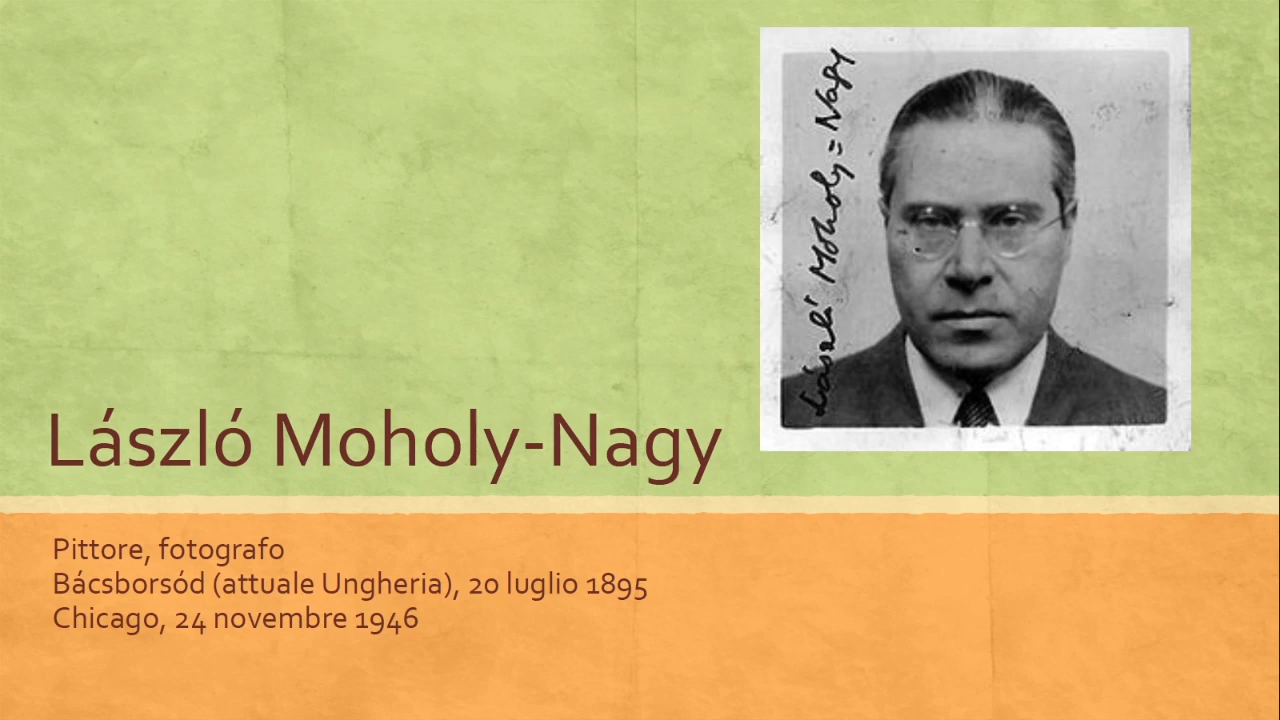 László Moholy=Nagy
László Moholy-Nagy
Pittore, fotografo
Bácsborsód (attuale Ungheria), 20 luglio 1895
Chicago, 24 novembre 1946